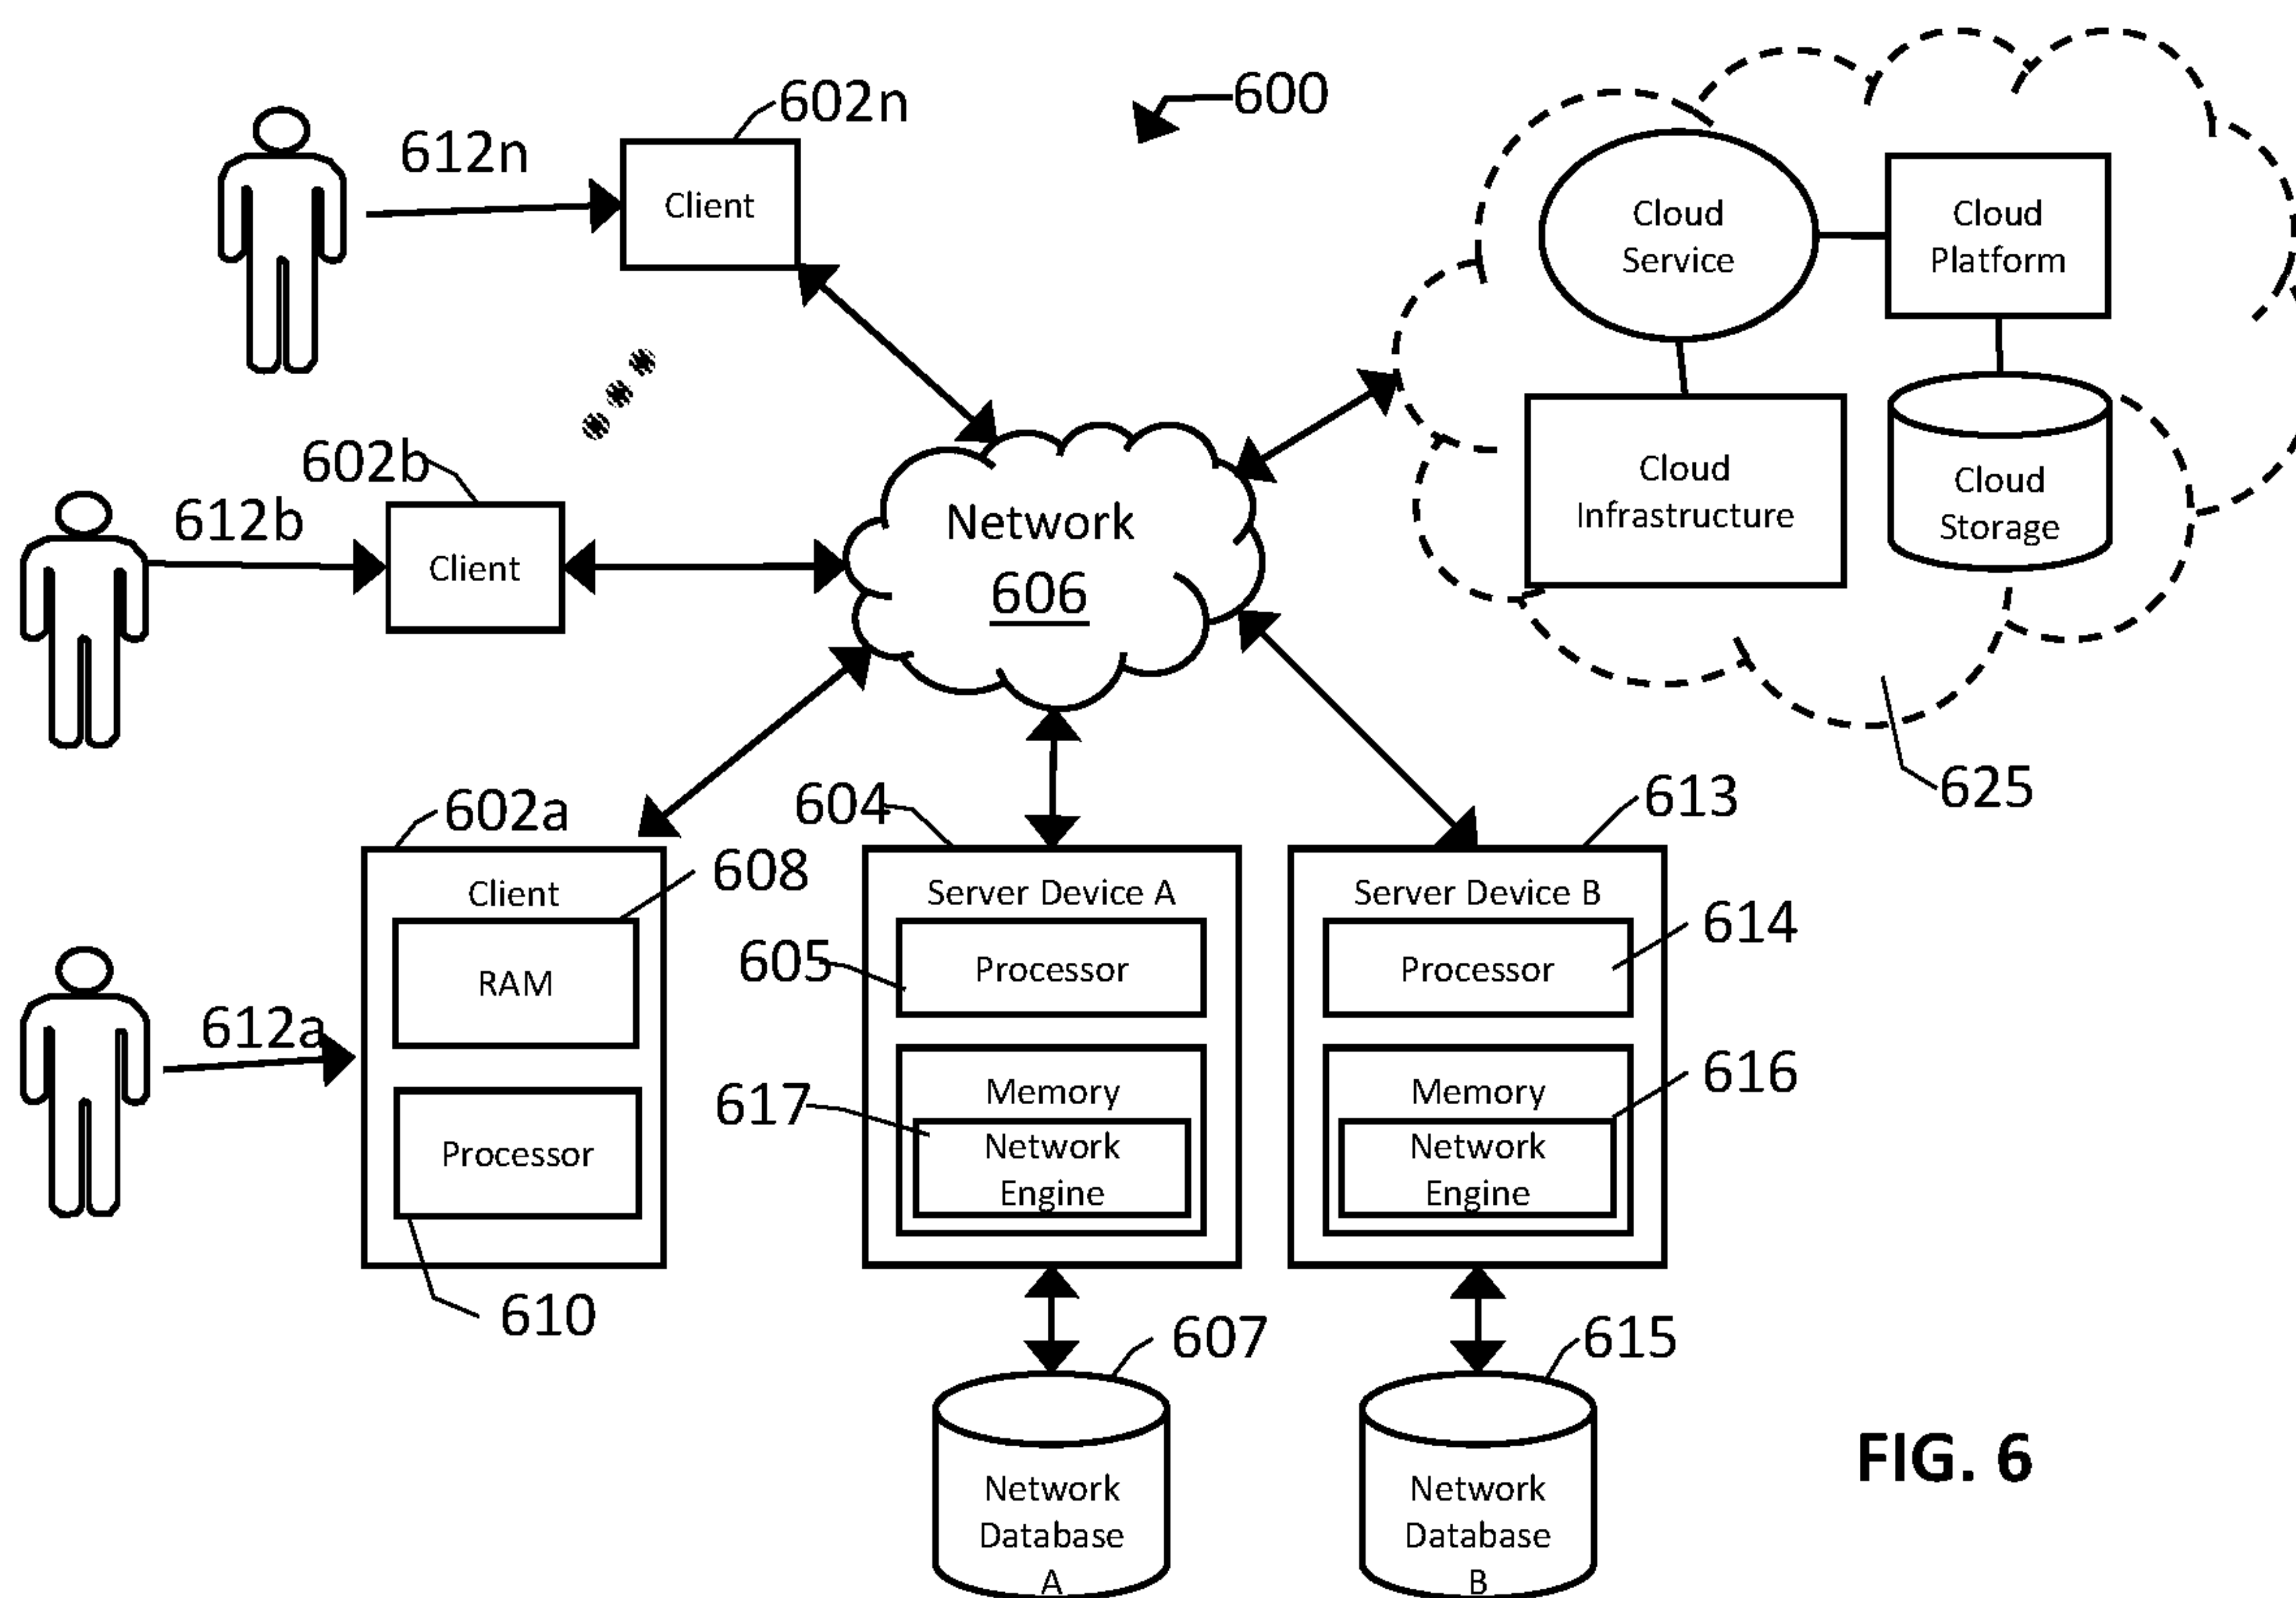 600
602n
612n
Client
Cloud
Service
Cloud
Platform
602b
612b
Client
Network
606
Cloud
Infrastructure
Cloud
Storage
625
602a
Client
608
RAM
612a
Processor
610
604
Server Device A
605
Processor
Memory
617
Network
Engine
607
Network
Database
A
613
Server Device B
614
Processor
Memory
616
Network
Engine
615
Network
Database
B
FIG. 6